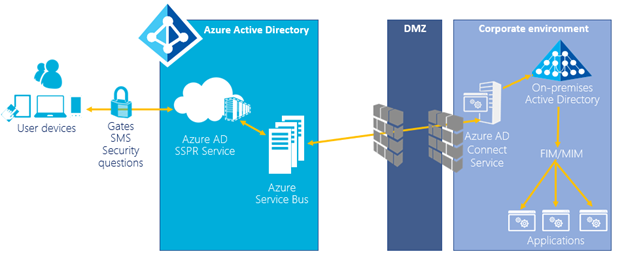 Azure Active Directory
DMZ
Corporate environment
User devices
Gates
SMS
Security
questions
Azure AD
SSPR Service
Azure
Service Bus
Azure AD
Connect
Service
On-premises
Active Directory
FIM/MIM
Applications